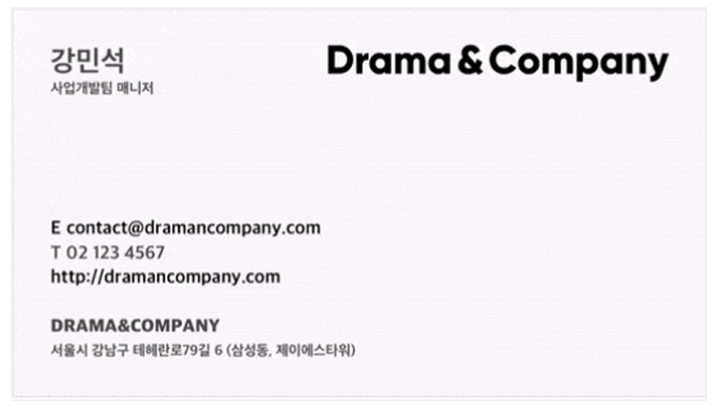 강민석
사업개발팀 매니저
Drama & Company
E contact@dramancompany.com
T 02 123 4567
http://dramancompany.com
DRAMA&COMPANY
서울시 강남구 테헤란로79길 6 (삼성동, 제이에스타워)